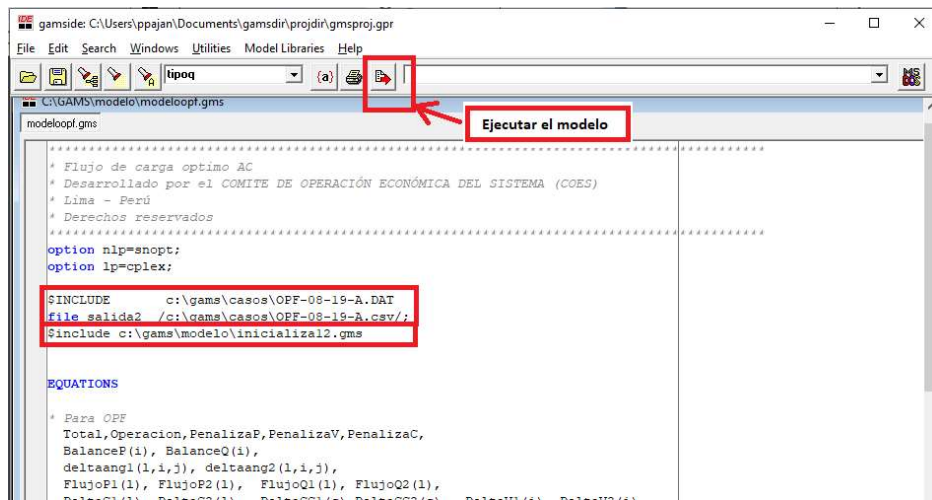 gamside: C:\Users\ppajan\Documents\gamsdir\projdir\gmsproj.gpr
File Edit Search Windows Utilities Model Libraries Help
tipoq {a}
C:\GAMS\modelo\modeloopf.gms
modeloopf.gms
Ejecutar el modelo
* Flujo de carga optimo AC
* Desarrollado por el COMITE DE OPERACIÓN ECONÓMICA DEL SISTEMA (COES)
* Lima - Perú
* Derechos reservados
option nlp=snopt;
option lp=cplex;
$INCLUDE c:\gams\casos\OPF-08-19-A.DAT
file salida2 /c:\gams\casos\OPF-08-19-A.csv/;
$include c:\gams\modelo\inicializa12.gms
EQUATIONS
* Para OPF
Total,Operacion,PenalizaP,PenalizaV,PenalizaC,
BalanceP(i), BalanceQ(i),
deltaang1(l,i,j), deltaang2(l,i,j),
FlujoP1(l), FlujoP2(l), FlujoQ1(l), FlujoQ2(l),